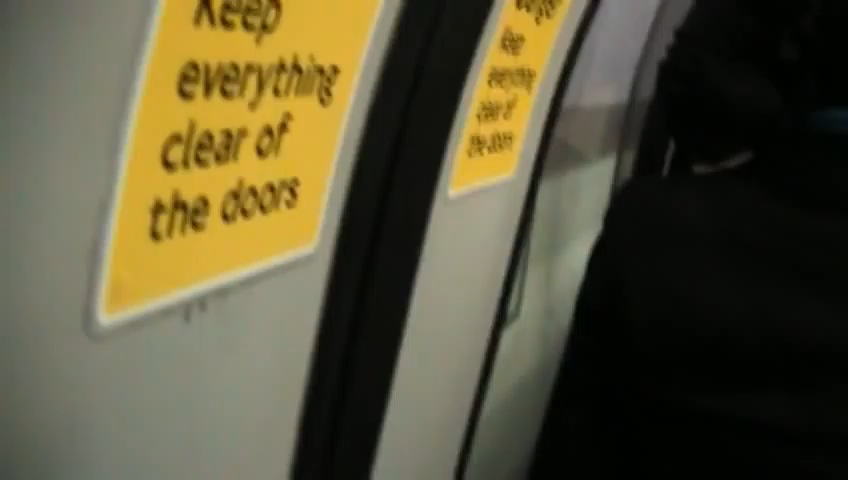 Keep
everything
clear of
the doors
Keep
everything
clear of
the doors